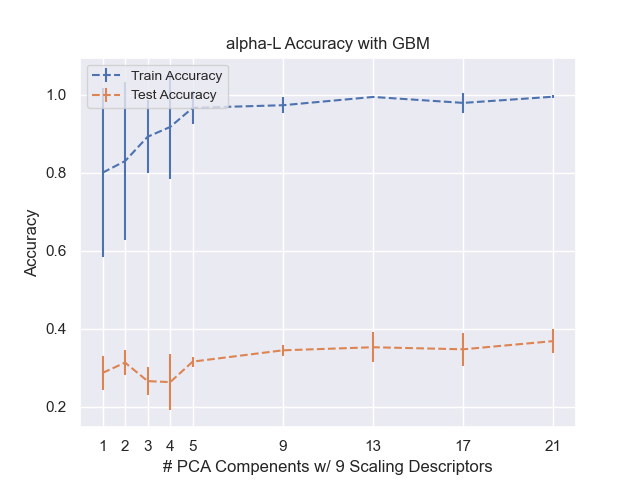 alpha-L Accuracy with GBM
Train Accuracy
Test Accuracy
1.0
0.8
0.6
0.4
0.2
Accuracy
1 2 3 4 5 9 13 17 21
# PCA Compenents w/ 9 Scaling Descriptors